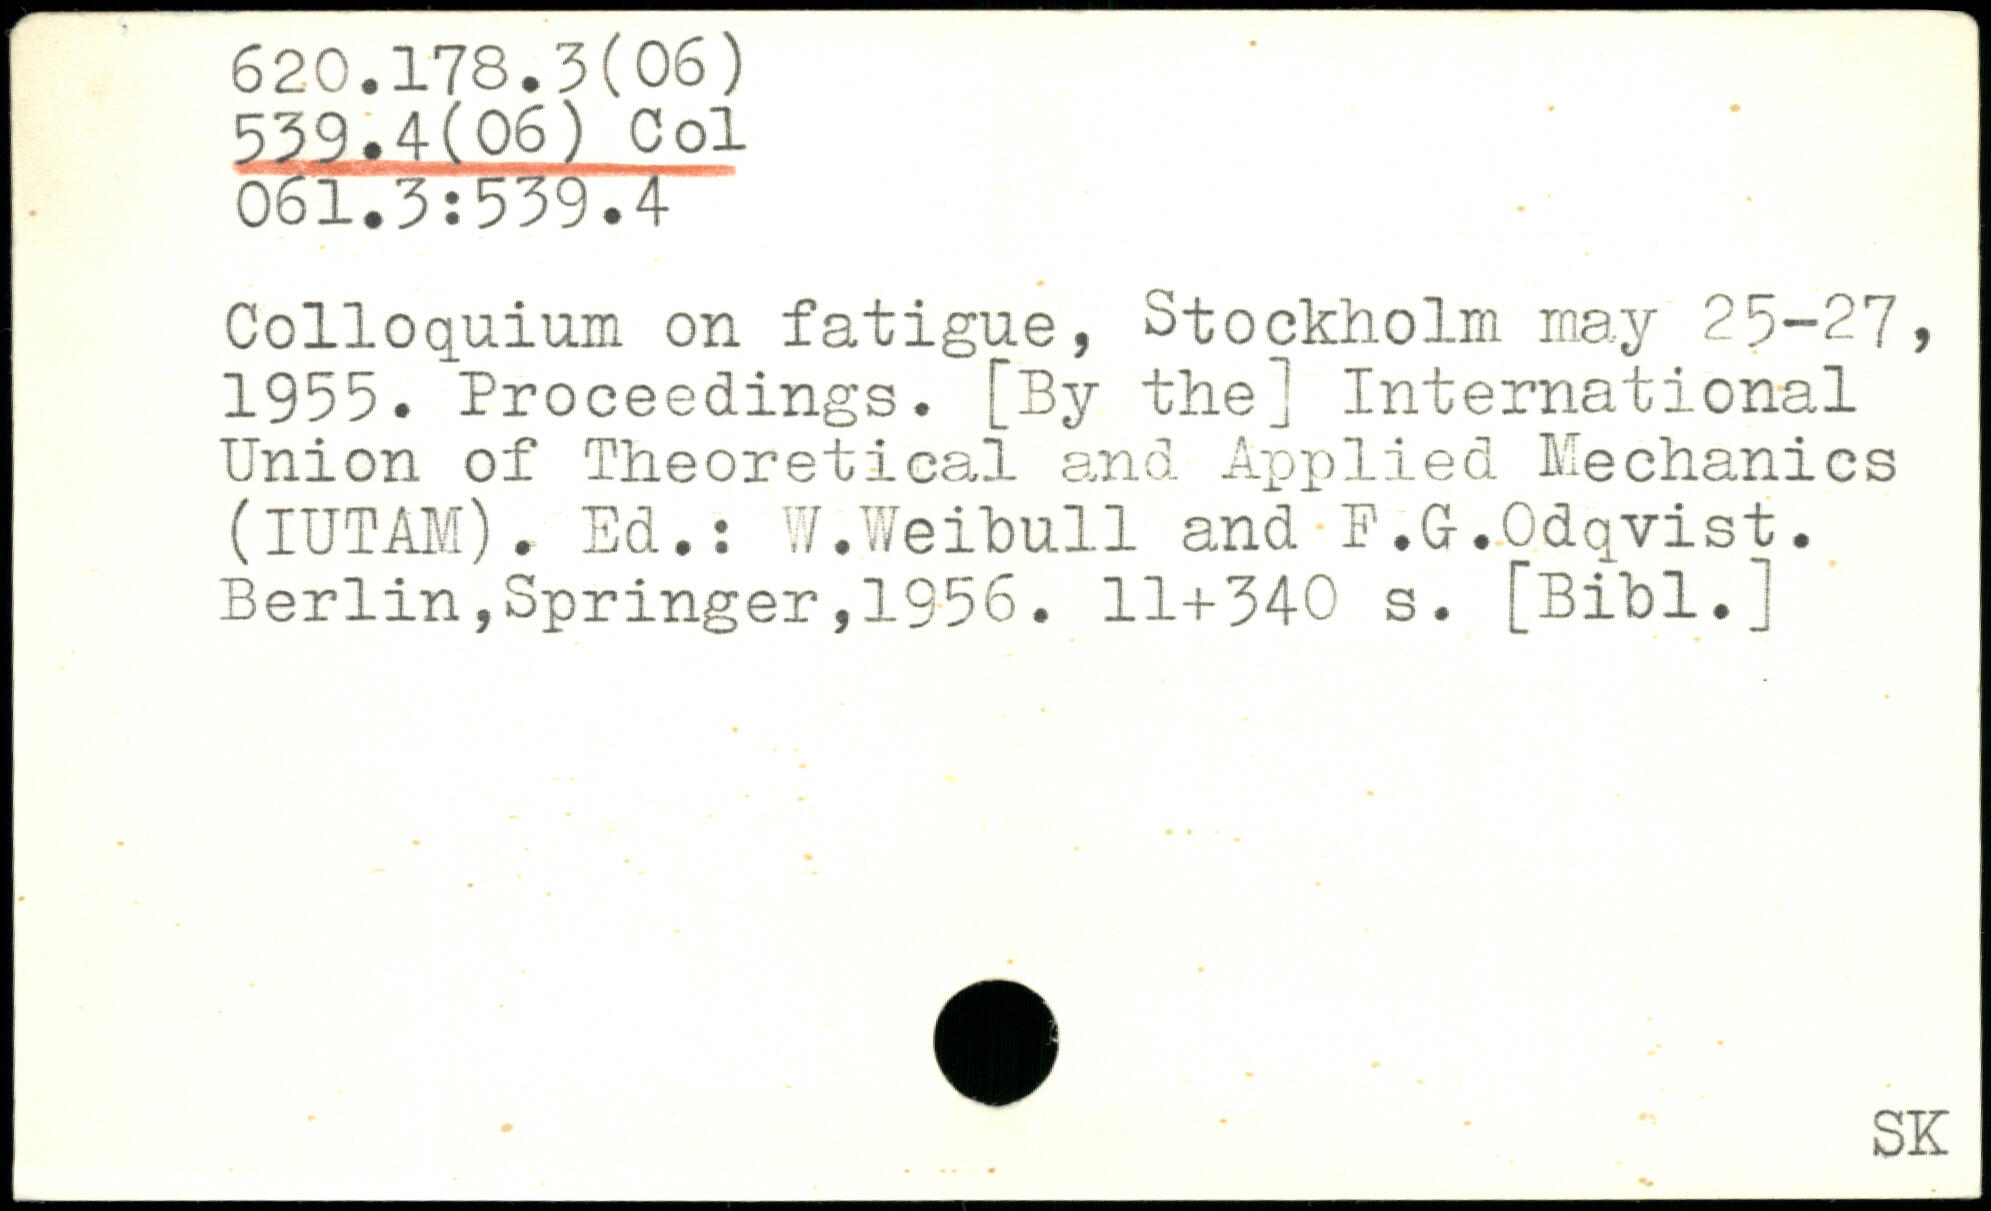 620.178.3(06)
539.4(06) Col
061.3:539.4
Colloquium on fatigue, Stockholm may 25-27,
1955. Proceedings. [By the] International
Union of Theoretical and Applied Mechanics
(IUTAM). Ed.: W.Weibull and F.G.Odqvist.
Berlin,Springer,1956. 11+340 s. [Bibl.]
SK